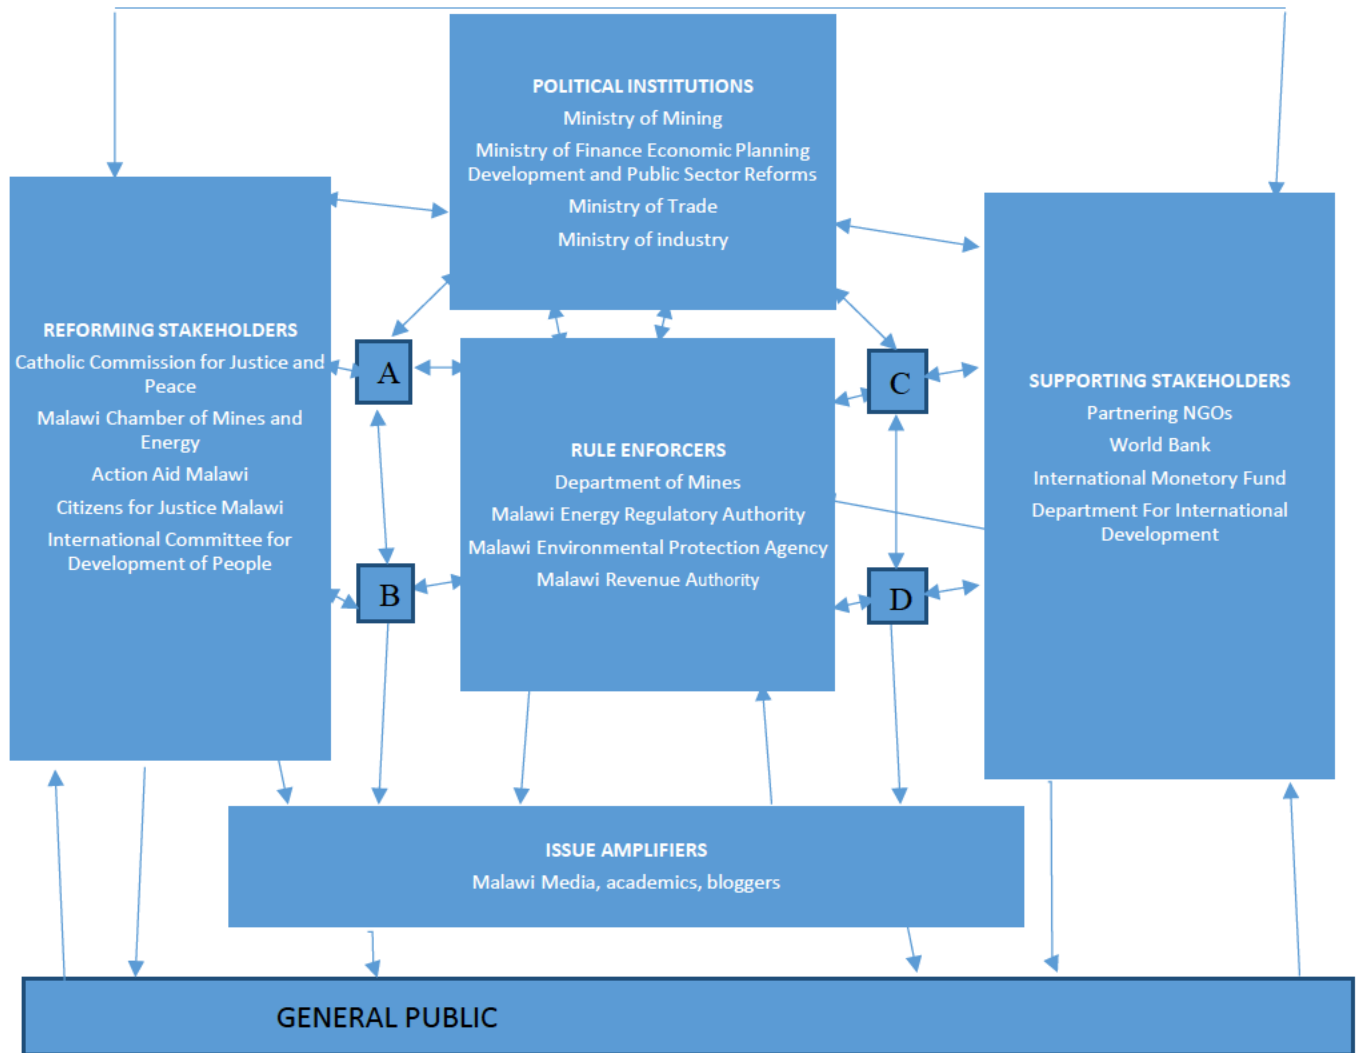 POLITICAL INSTITUTIONS
Ministry of Mining
Ministry of Finance Economic Planning
Development and Public Sector Reforms
Ministry of Trade
Ministry of industry
REFORMING STAKEHOLDERS
Catholic Commission for Justice and
Peace
Malawi Chamber of Mines and
Energy
Action Aid Malawi
Citizens for Justice Malawi
International Committee for
Development of People
A
B
RULE ENFORCERS
Department of Mines
Malawi Energy Regulatory Authority
Malawi Environmental Protection Agency
Malawi Revenue Authority
C
D
SUPPORTING STAKEHOLDERS
Partnering NGOs
World Bank
International Monetary Fund
Department For International
Development
ISSUE AMPLIFIERS
Malawi Media, academics, bloggers
GENERAL PUBLIC